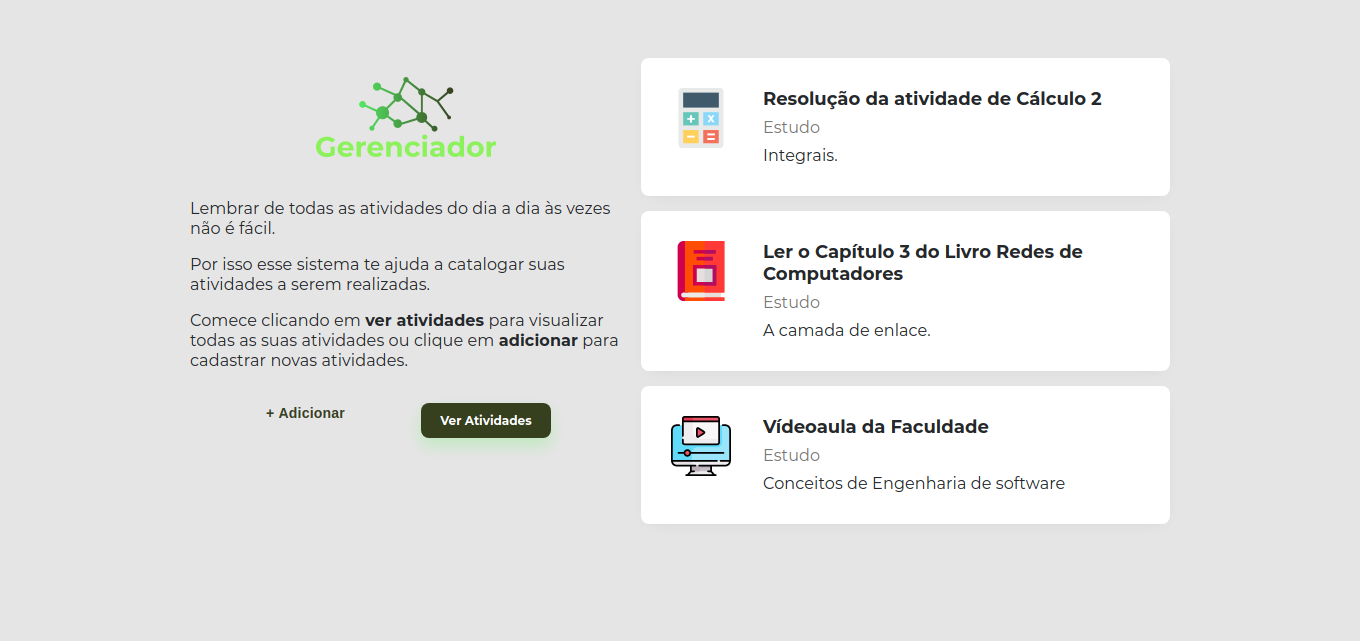 Gerenciador
Lembrar de todas as atividades do dia a dia às vezes
não é fácil.
Por isso esse sistema te ajuda a catalogar suas
atividades a serem realizadas.
Comece clicando em ver atividades para visualizar
todas as suas atividades ou clique em adicionar para
cadastrar novas atividades.
+ Adicionar
Ver Atividades
Resolução da atividade de Cálculo 2
Estudo
Integrais.
Ler o Capítulo 3 do Livro Redes de
Computadores
Estudo
A camada de enlace.
Vídeoaula da Faculdade
Estudo
Conceitos de Engenharia de software